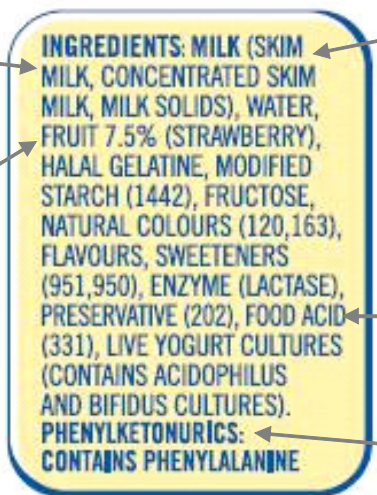 INGREDIENTS: MILK (SKIM
MILK, CONCENTRATED SKIM
MILK, MILK SOLIDS), WATER,
FRUIT 7.5% (STRAWBERRY),
HALAL GELATINE, MODIFIED
STARCH (1442), FRUCTOSE,
NATURAL COLOURS (120,163),
FLAVOURS, SWEETENERS
(951,950), ENZYME (LACTASE),
PRESERVATIVE (202), FOOD ACID
(331), LIVE YOGURT CULTURES
(CONTAINS ACIDOPHILUS
AND BIFIDUS CULTURES).
PHENYLKETONURICS:
CONTAINS PHENYLALANINE